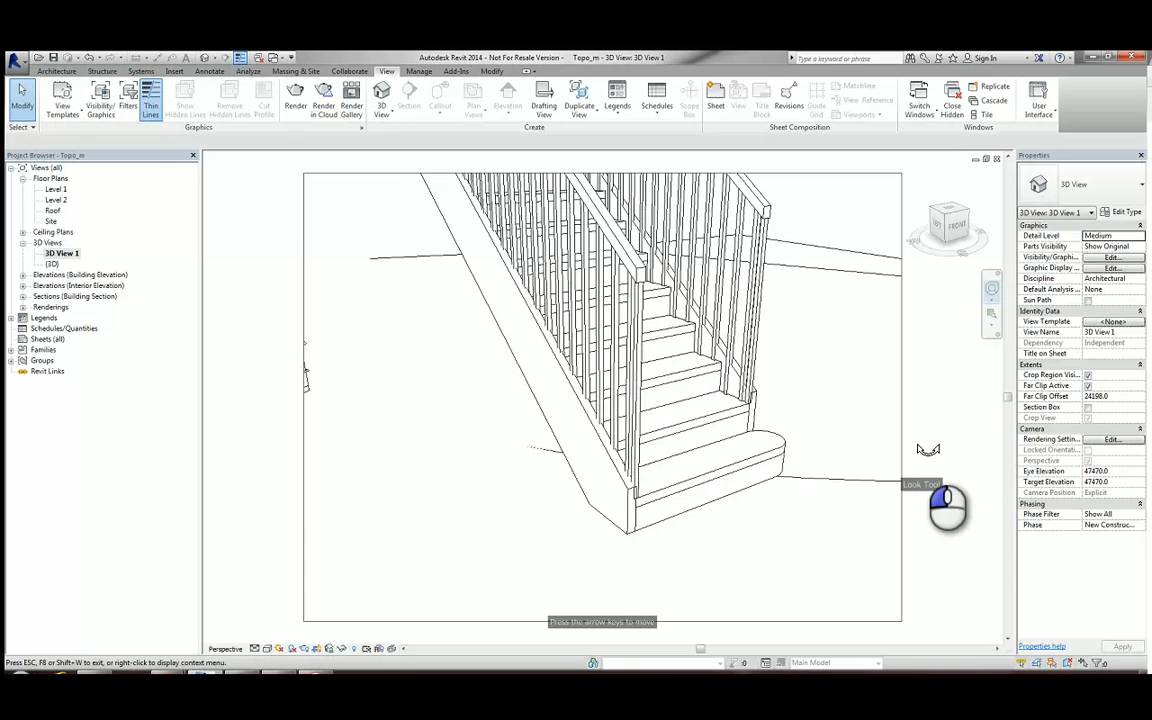 Autodesk Revit 2014 - Not For Resale Version - Topo_m - 3D View: 3D View 1
Type a keyword or phrase
Sign In
Architecture Structure Systems Insert Annotate Analyze Massing & Site Collaborate View Manage Add-Ins Modify
Modify
View Templates
Visibility/ Graphics
Filters
Thin Lines
Show Hidden Lines
Remove Hidden Lines
Cut Profile
Render
Render in Cloud
Render Gallery
3D View
Section
Callout
Plan Views
Elevation
Drafting View
Duplicate View
Legends
Schedules
Scope Box
Sheet
View
Title Block
Revisions
Guide Grid
Matchline
View Reference
Viewports
Switch Windows
Close Hidden
Replicate
Cascade
Tile
User Interface
Select
Graphics
Create
Sheet Composition
Windows
Project Browser - Topo_m
Views (all)
Floor Plans
Level 1
Level 2
Roof
Site
Ceiling Plans
3D Views
3D View 1
{3D}
Elevations (Building Elevation)
Elevations (Interior Elevation)
Sections (Building Section)
Renderings
Legends
Schedules/Quantities
Sheets (all)
Families
Groups
Revit Links
FRONT
Look Tool
Press the arrow keys to move
Properties
3D View
3D View: 3D View 1
Edit Type
Graphics
Detail Level Medium
Parts Visibility Show Original
Visibility/Graphi... Edit...
Graphic Display ... Edit...
Discipline Architectural
Default Analysis ... None
Sun Path
Identity Data
View Template <None>
View Name 3D View 1
Dependency Independent
Title on Sheet
Extents
Crop Region Visi...
Far Clip Active
Far Clip Offset 24198.0
Section Box
Crop View
Camera
Rendering Settin... Edit...
Locked Orientati...
Perspective
Eye Elevation 47470.0
Target Elevation 47470.0
Camera Position Explicit
Phasing
Phase Filter Show All
Phase New Construc...
Properties help
Apply
Perspective
Press ESC, F8 or Shift+W to exit, or right-click to display context menu.
:0
Main Model
:0